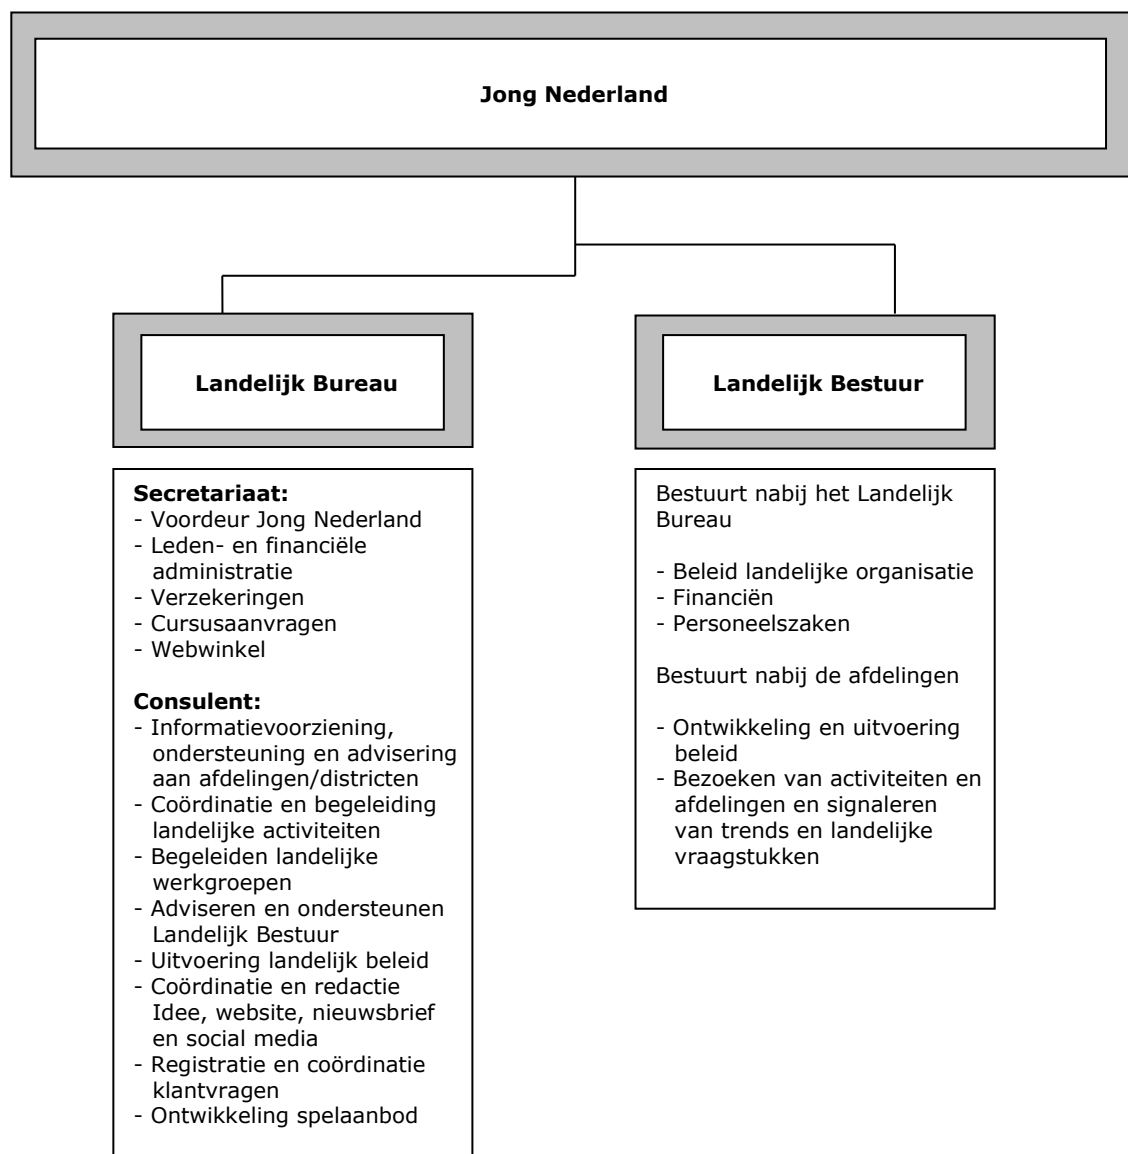 Jong Nederland
Landelijk Bureau
Secretariaat:
- Voordeur Jong Nederland
- Leden- en financiële
administratie
- Verzekeringen
- Cursusaanvragen
- Webwinkel
Consulent:
- Informatievoorziening,
ondersteuning en advisering
aan afdelingen/districten
- Coördinatie en begeleiding
landelijke activiteiten
- Begeleiden landelijke
werkgroepen
- Adviseren en ondersteunen
Landelijk Bestuur
- Uitvoering landelijk beleid
- Coördinatie en redactie
Idee, website, nieuwsbrief
en social media
- Registratie en coördinatie
klantvragen
- Ontwikkeling spelaanbod
Landelijk Bestuur
Bestuurt nabij het Landelijk
Bureau
- Beleid landelijke organisatie
- Financiën
- Personeelszaken
Bestuurt nabij de afdelingen
- Ontwikkeling en uitvoering
beleid
- Bezoeken van activiteiten en
afdelingen en signaleren
van trends en landelijke
vraagstukken